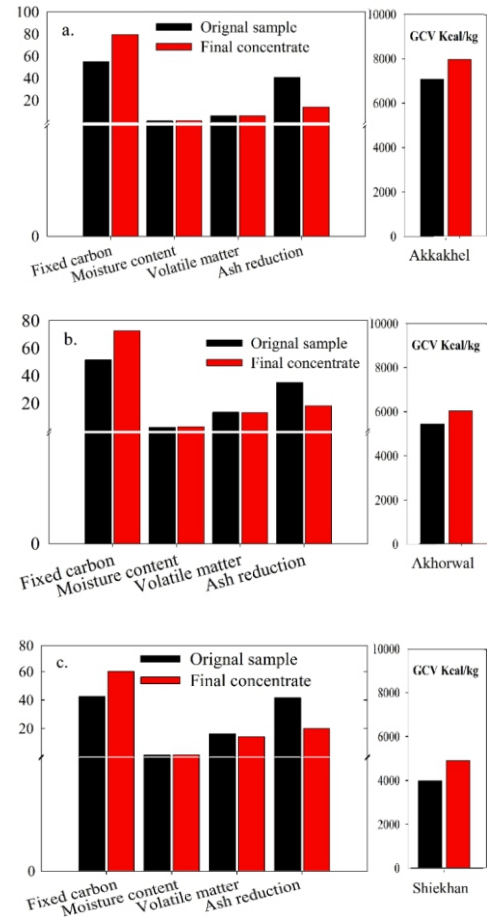 a.
Orignal sample
Final concentrate
100
80
60
40
20
0
Fixed carbon
Moisture content
Volatile matter
Ash reduction
GCV Kcal/kg
10000
8000
6000
4000
2000
0
Akkakhel
b.
Orignal sample
Final concentrate
80
60
40
20
0
Fixed carbon
Moisture content
Volatile matter
Ash reduction
GCV Kcal/kg
10000
8000
6000
4000
2000
0
Akhorwal
c.
Orignal sample
Final concentrate
80
60
40
20
0
Fixed carbon
Moisture content
Volatile matter
Ash reduction
GCV Kcal/kg
10000
8000
6000
4000
2000
0
Shiekhan